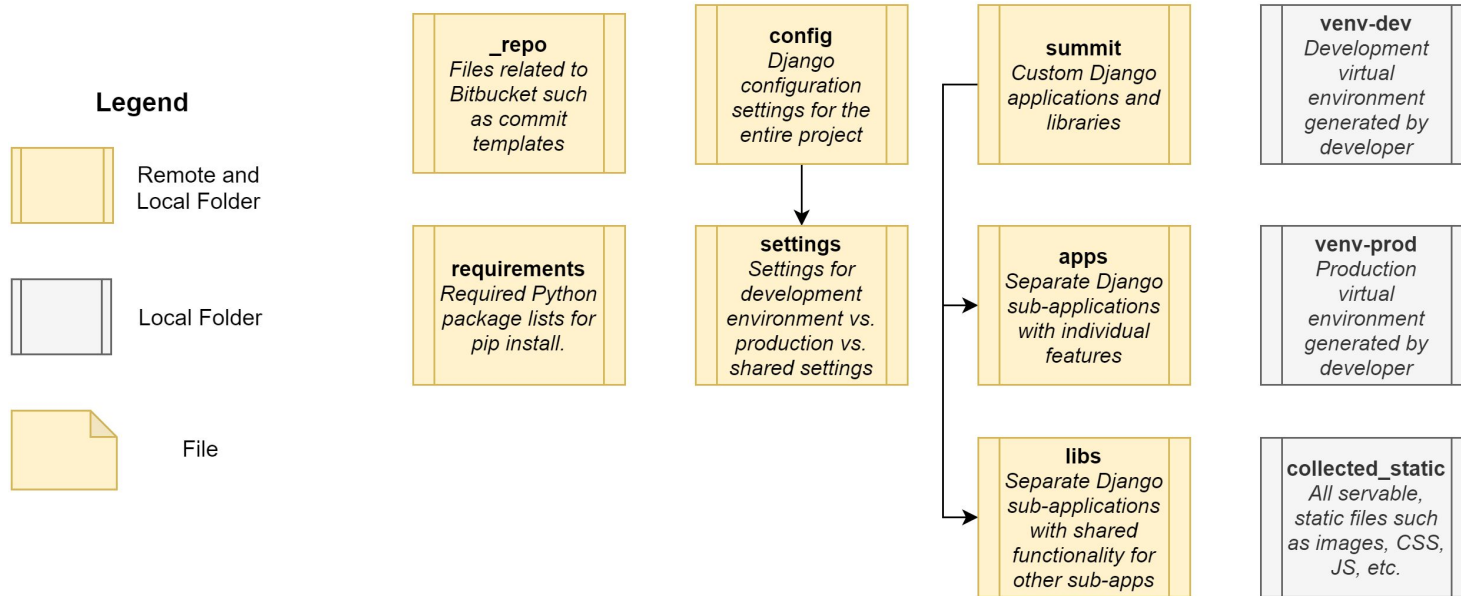 Legend
Remote and
Local Folder
Local Folder
File
_repo
Files related to
Bitbucket such
as commit
templates
requirements
Required Python
package lists for
pip install.
config
Django
configuration
settings for the
entire project
settings
Settings for
development
environment vs.
production vs.
shared settings
summit
Custom Django
applications and
libraries
apps
Separate Django
sub-applications
with individual
features
libs
Separate Django
sub-applications
with shared
functionality for
other sub-apps
venv-dev
Development
virtual
environment
generated by
developer
venv-prod
Production
virtual
environment
generated by
developer
collected_static
All servable,
static files such
as images, CSS,
JS, etc.